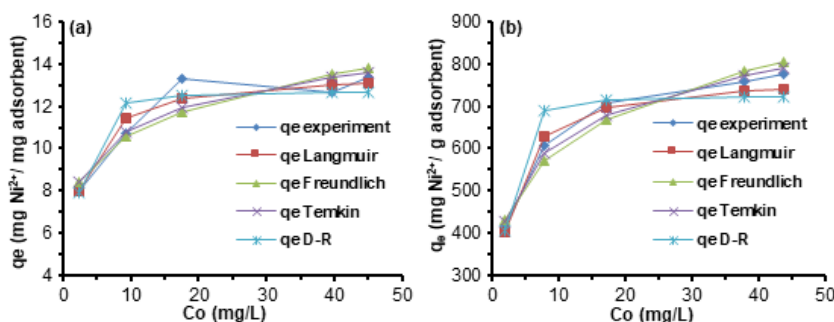 (a)
qe (mg Ni²⁺/ mg adsorbent)
16
14
12
10
8
6
4
0 10 20 30 40 50
Co (mg/L)
qe experiment
qe Langmuir
qe Freundlich
qe Temkin
qe D-R
(b)
qₑ (mg Ni²⁺/ g adsorbent)
900
800
700
600
500
400
300
0 10 20 30 40 50
Co (mg/L)
qe experiment
qe Langmuir
qe Freundlich
qe Temkin
qe D-R